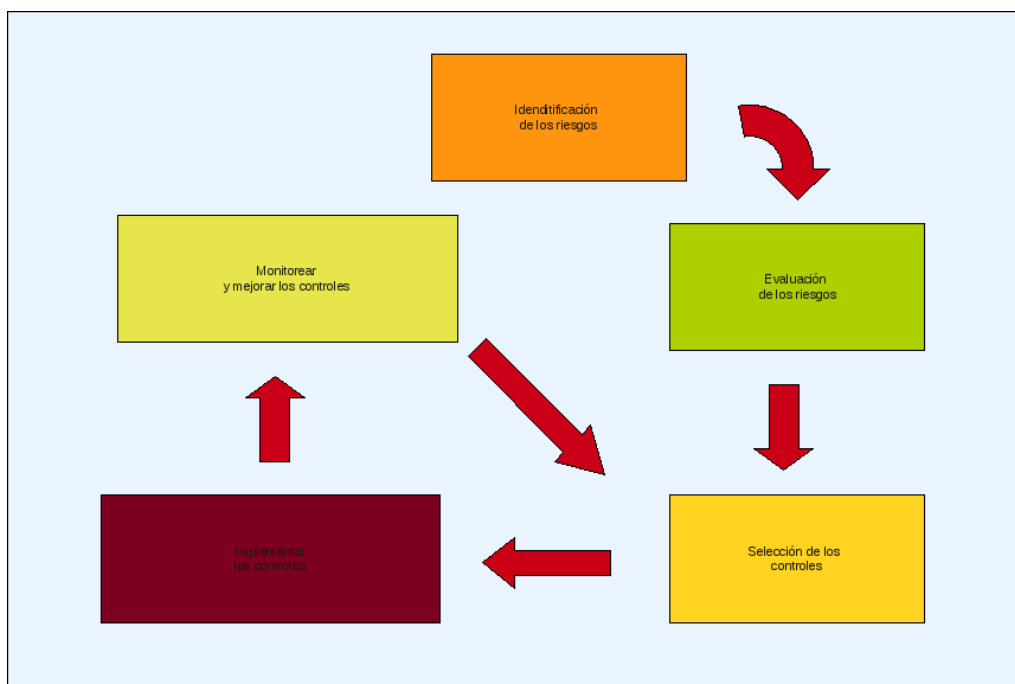 Idenditificación
de los riesgos
Evaluación
de los riesgos
Selección de los
controles
Implementar
los controles
Monitorear
y mejorar los controles